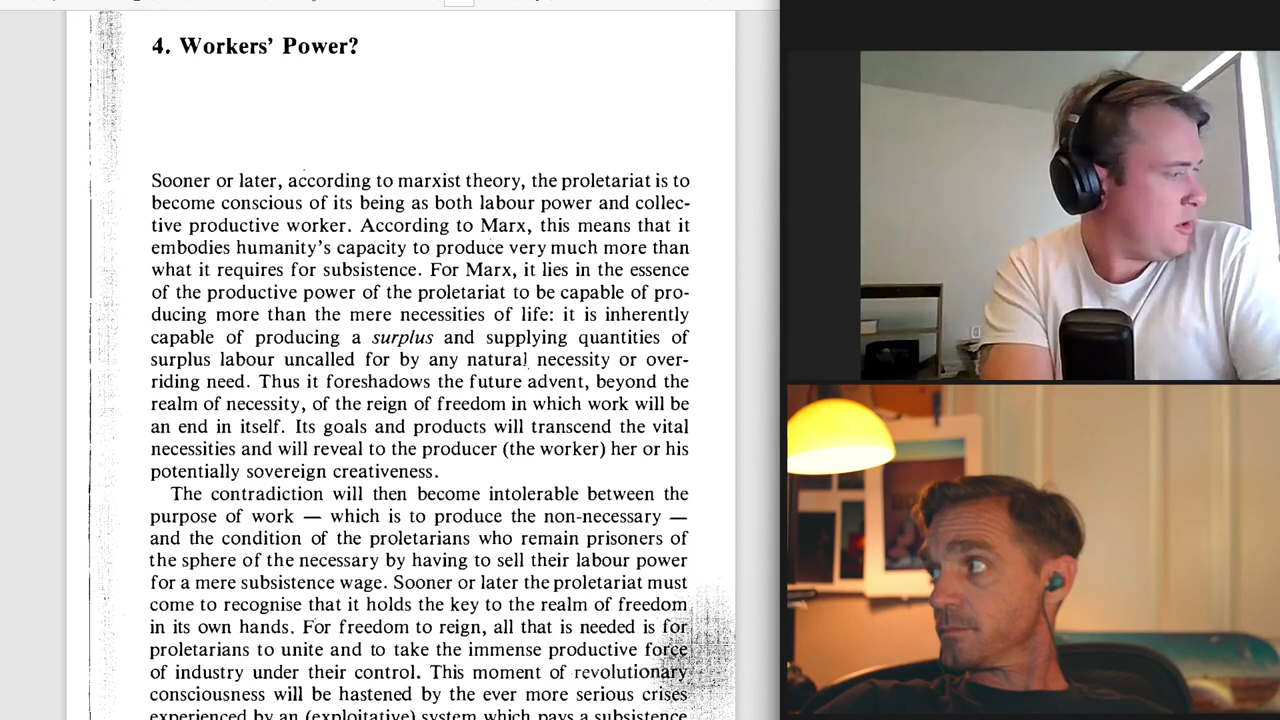 4. Workers' Power?
Sooner or later, according to marxist theory, the proletariat is to
become conscious of its being as both labour power and collec-
tive productive worker. According to Marx, this means that it
embodies humanity's capacity to produce very much more than
what it requires for subsistence. For Marx, it lies in the essence
of the productive power of the proletariat to be capable of pro-
ducing more than the mere necessities of life: it is inherently
capable of producing a surplus and supplying quantities of
surplus labour uncalled for by any natural necessity or over-
riding need. Thus it foreshadows the future advent, beyond the
realm of necessity, of the reign of freedom in which work will be
an end in itself. Its goals and products will transcend the vital
necessities and will reveal to the producer (the worker) her or his
potentially sovereign creativeness.
The contradiction will then become intolerable between the
purpose of work — which is to produce the non-necessary —
and the condition of the proletarians who remain prisoners of
the sphere of the necessary by having to sell their labour power
for a mere subsistence wage. Sooner or later the proletariat must
come to recognise that it holds the key to the realm of freedom
in its own hands. For freedom to reign, all that is needed is for
proletarians to unite and to take the immense productive force
of industry under their control. This moment of revolutionary
consciousness will be hastened by the ever more serious crises
experienced by an (exploitative) system which pays a subsistence